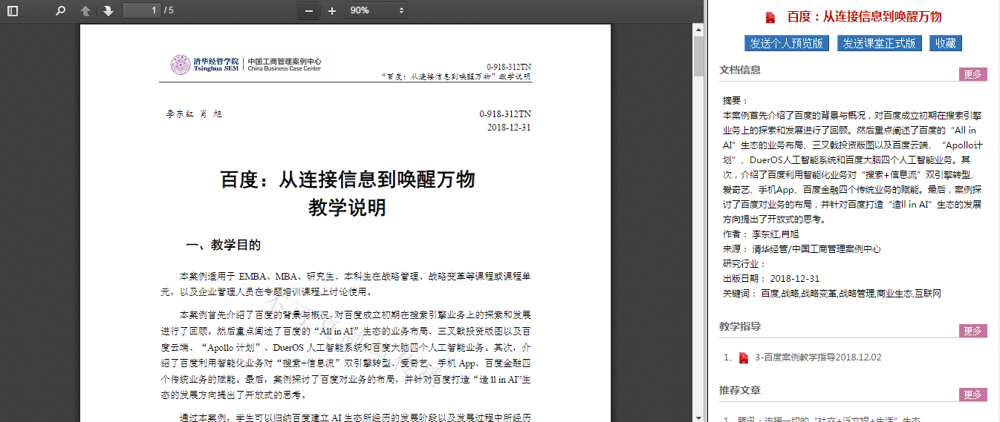 1 / 5
90%
清华经管学院 中国工商管理案例中心
Tsinghua SEM China Business Case Center
0-918-312TN
“百度：从连接信息到唤醒万物”教学说明
李东红 肖 旭
0-918-312TN
2018-12-31
百度：从连接信息到唤醒万物
教学说明
一、教学目的
本案例适用于 EMBA、MBA、研究生、本科生在战略管理、战略变革等课程或课程单
元，以及企业管理人员在专题培训课程上讨论使用。
本案例首先介绍了百度的背景与概况，对百度成立初期在搜索引擎业务上的探索和发展
进行了回顾。然后重点阐述了百度的“All in AI”生态的业务布局、三叉戟投资版图以及百
度云端、“Apollo 计划”、DuerOS 人工智能系统和百度大脑四个人工智能业务。其次，介
绍了百度利用智能化业务对“搜索+信息流”双引擎转型、爱奇艺、手机 App、百度金融四
个传统业务的赋能。最后，案例探讨了百度对业务的布局，并针对百度打造“造 ll in AI”生
态的发展方向提出了开放式的思考。
通过本案例，学生可以归纳百度建立 AI 生态所经历的发展阶段以及发展过程中所经历
不可复制与传播
百度：从连接信息到唤醒万物
发送个人预览版 发送课堂正式版 收藏
文档信息 更多
摘要：
本案例首先介绍了百度的背景与概况，对百度成立初期在搜索引擎
业务上的探索和发展进行了回顾。然后重点阐述了百度的“All in
AI”生态的业务布局、三叉戟投资版图以及百度云端、“Apollo计
划”、DuerOS人工智能系统和百度大脑四个人工智能业务。其
次，介绍了百度利用智能化业务对“搜索+信息流”双引擎转型、
爱奇艺、手机App、百度金融四个传统业务的赋能。最后，案例探
讨了百度对业务的布局，并针对百度打造“造ll in AI”生态的发展
方向提出了开放式的思考。
作者： 李东红,肖旭
来源： 清华经管/中国工商管理案例中心
研究行业：
出版日期： 2018-12-31
关键词： 百度,战略,战略变革,战略管理,商业生态,互联网
教学指导 更多
1、 3-百度案例教学指导2018.12.02
推荐文章 更多
1、腾讯：连接一切的“社交+泛文娱+生活”生态